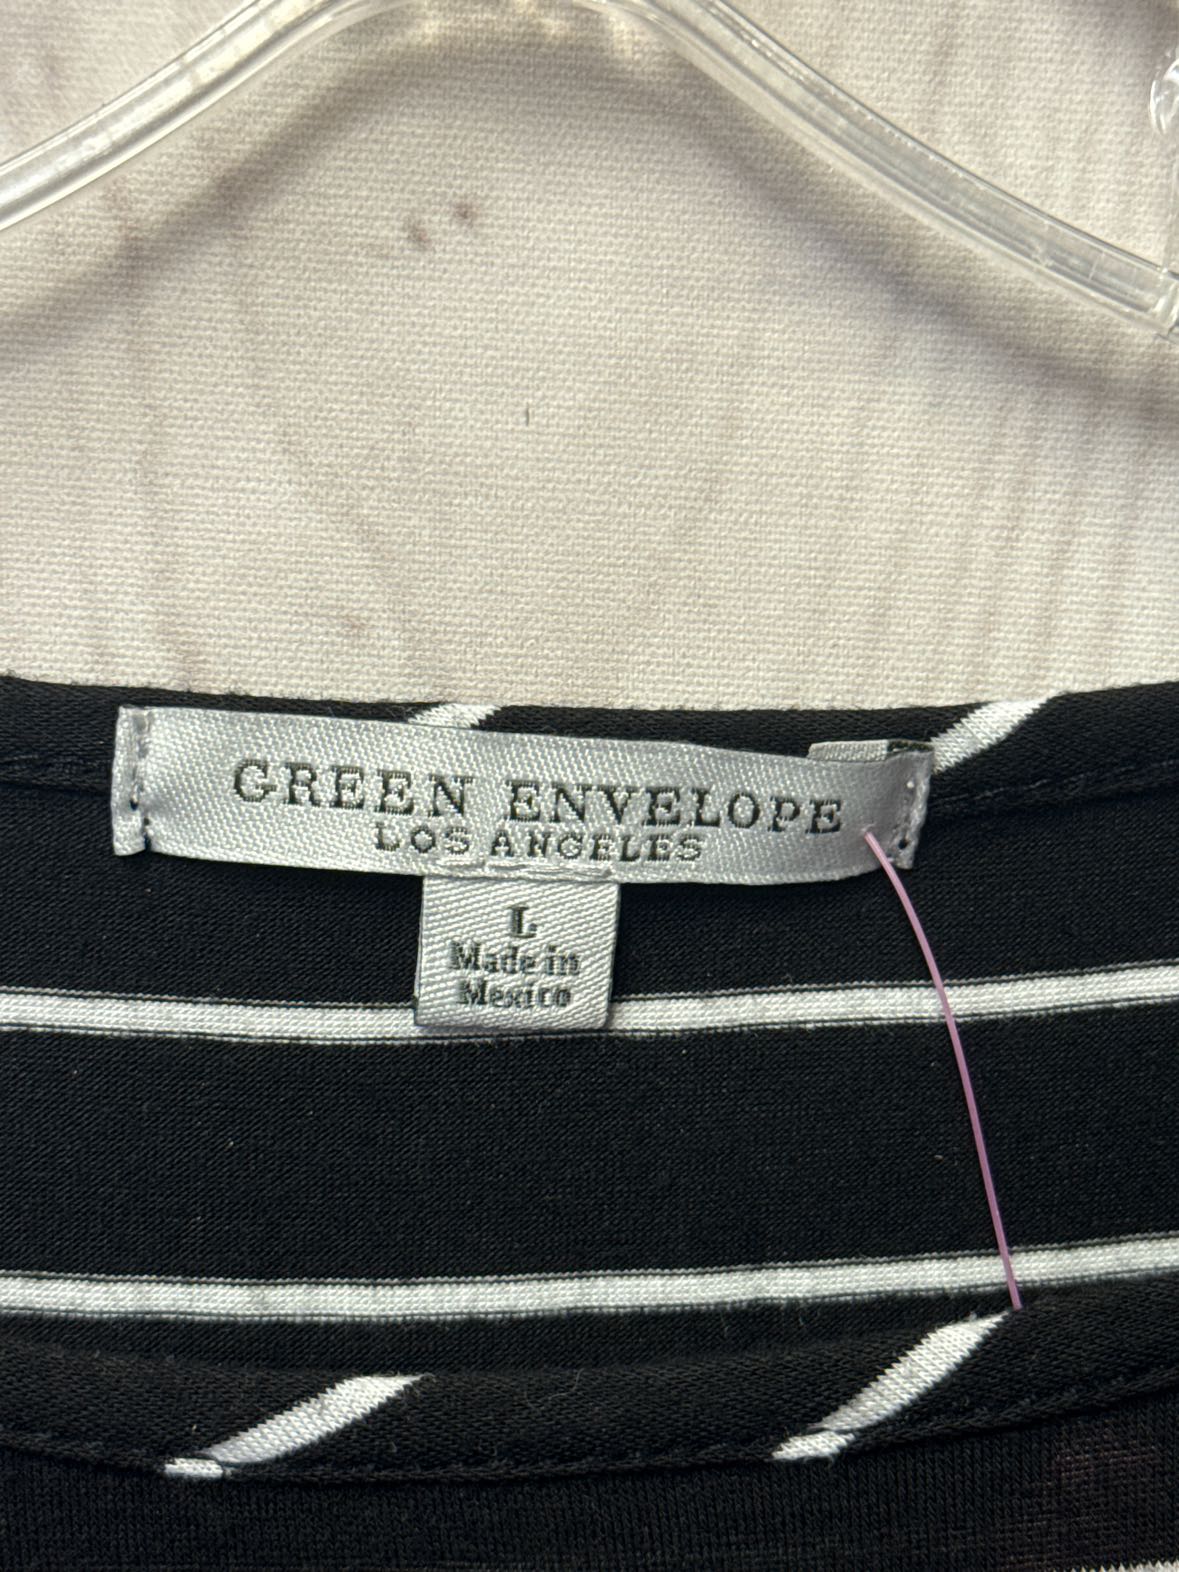 GREEN ENVELOPE
LOS ANGELES
L
Made in
Mexico